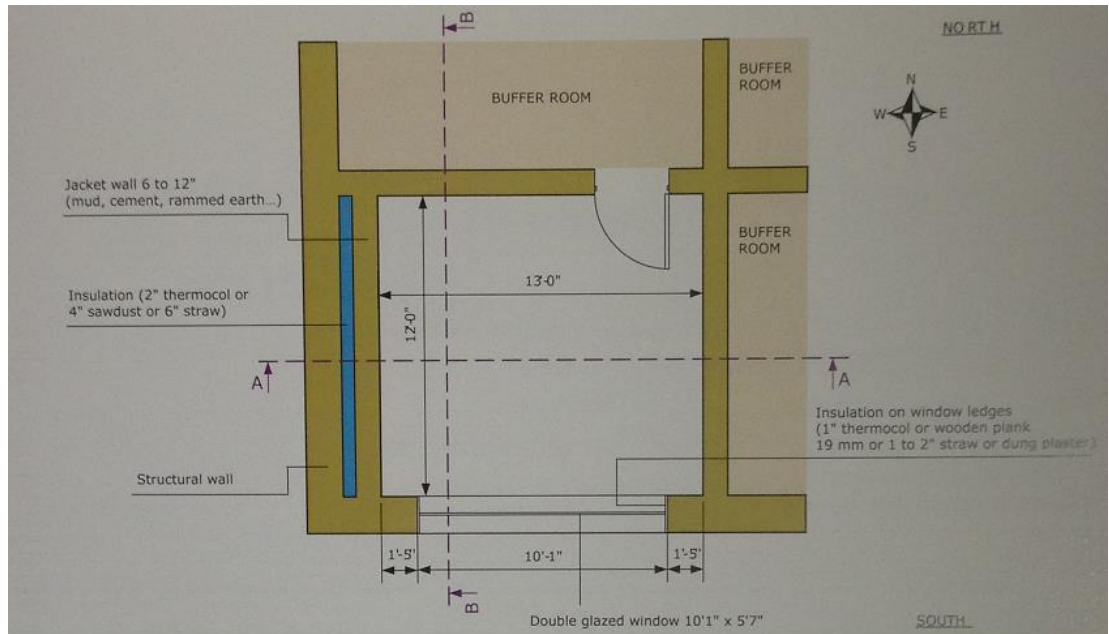 B
NORTH
BUFFER ROOM
BUFFER
ROOM
N
W
E
S
Jacket wall 6 to 12"
(mud, cement, rammed earth...)
BUFFER
ROOM
13'-0"
Insulation (2" thermocol or
4" sawdust or 6" straw)
12'-0"
A
A
Insulation on window ledges
(1" thermocol or wooden plank
19 mm or 1 to 2" straw or dung plaster)
Structural wall
1'-5'
10'-1"
1'-5'
B
Double glazed window 10'1" x 5'7"
SOUTH